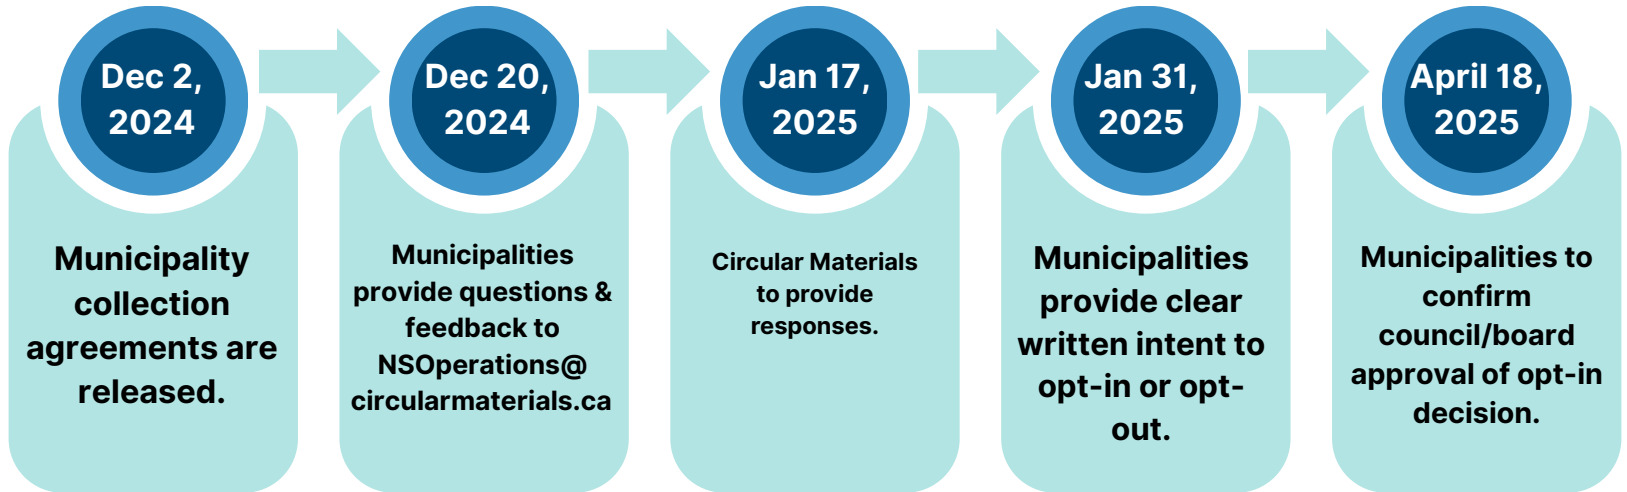 Dec 2,
2024
Municipality
collection
agreements are
released.
Dec 20,
2024
Municipalities
provide questions &
feedback to
NSOperations@
circularmaterials.ca
Jan 17,
2025
Circular Materials
to provide
responses.
Jan 31,
2025
Municipalities
provide clear
written intent to
opt-in or opt-
out.
April 18,
2025
Municipalities to
confirm
council/board
approval of opt-in
decision.